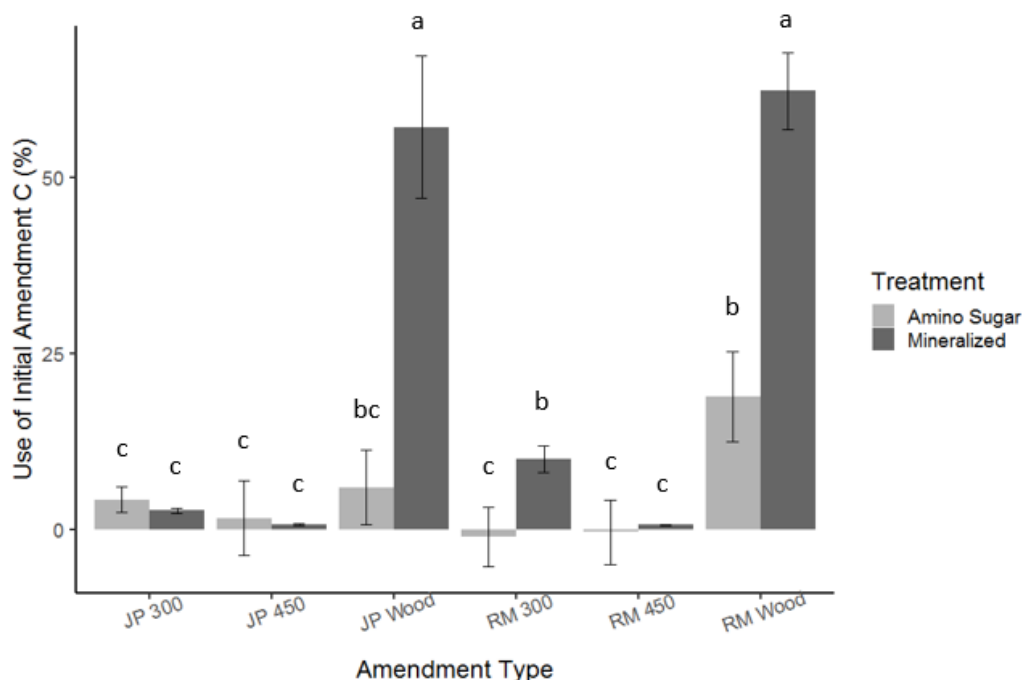 a
a
b
bc
b
c
c
c
c
c
c
c
50
25
0
Use of Initial Amendment C (%)
JP 300
JP 450
JP Wood
RM 300
RM 450
RM Wood
Amendment Type
Treatment
Amino Sugar
Mineralized